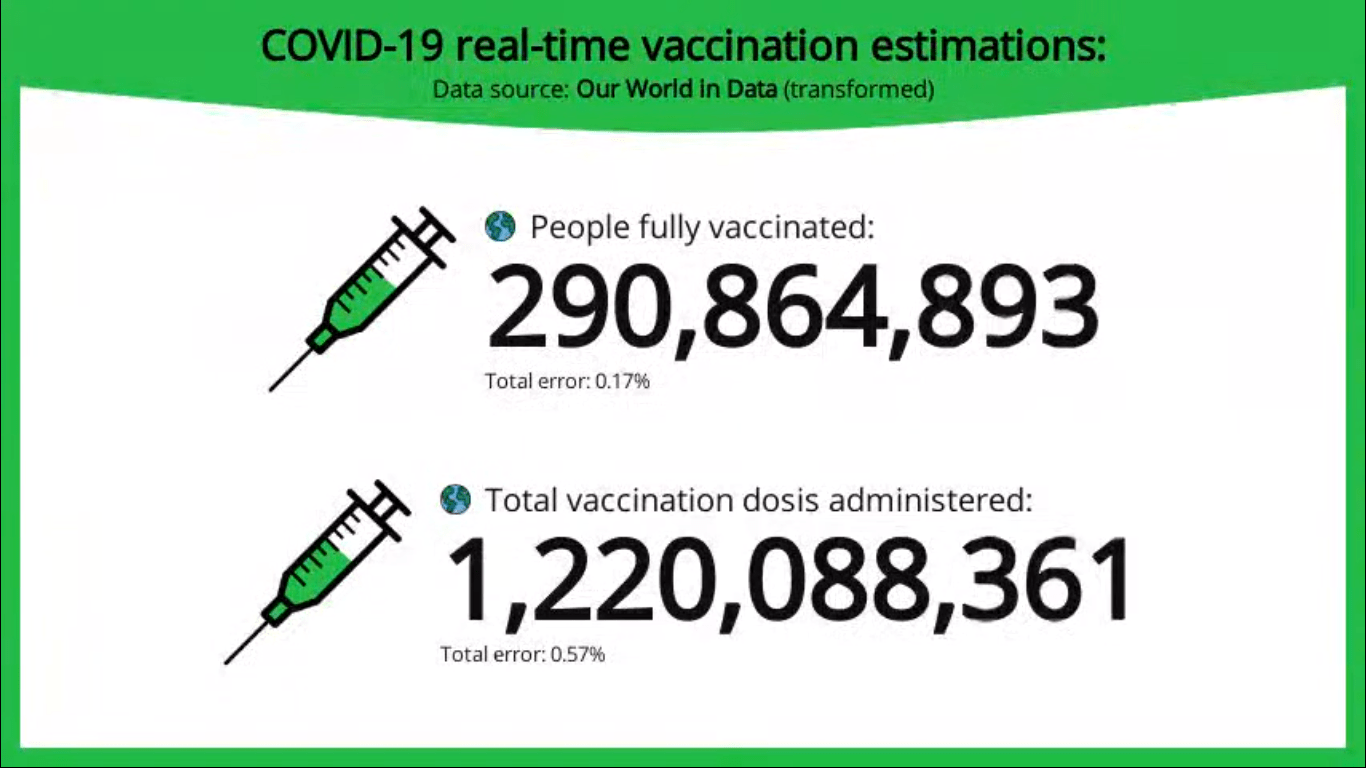 COVID-19 real-time vaccination estimations:
Data source: Our World in Data (transformed)
People fully vaccinated:
290,864,893
Total error: 0.17%
Total vaccination dosis administered:
1,220,088,361
Total error: 0.57%